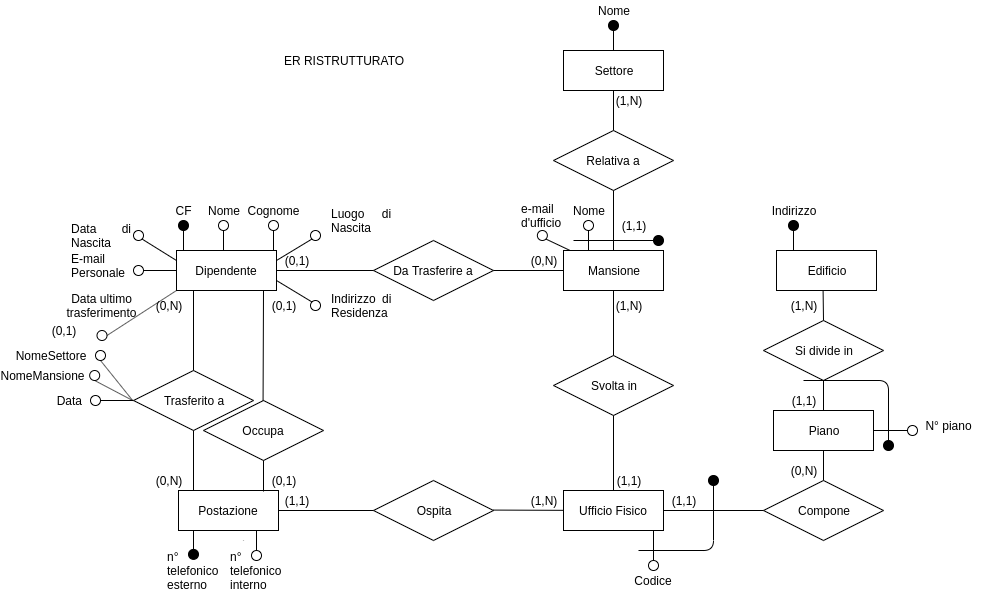 Nome
ER RISTRUTTURATO
Settore
(1,N)
Relativa a
CF
Nome
Cognome
Luogo di
Nascita
e-mail
d'ufficio
Nome
(1,1)
Indirizzo
Data di
Nascita
E-mail
Personale
Dipendente
(0,1)
Da Trasferire a
(0,N)
Mansione
Edificio
Data ultimo
trasferimento
(0,1)
(0,N)
(0,1)
Indirizzo di
Residenza
(1,N)
(1,N)
NomeSettore
NomeMansione
Data
Trasferito a
Occupa
Svolta in
Si divide in
(1,1)
Piano
N° piano
(0,N)
(0,N)
(0,1)
(1,1)
(1,N)
(1,1)
(1,1)
Postazione
Ospita
Ufficio Fisico
Compone
n°
telefonico
esterno
n°
telefonico
interno
Codice